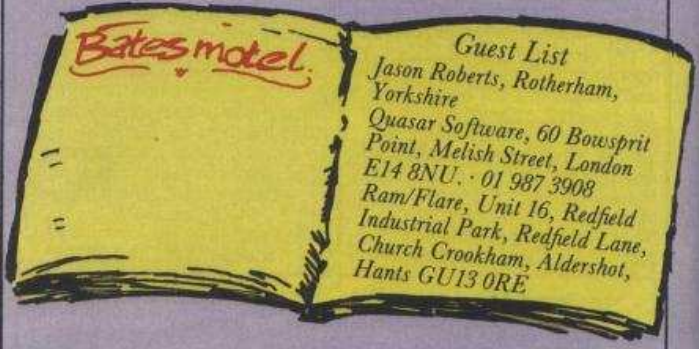 Bates motel.
Guest List
Jason Roberts, Rotherham,
Yorkshire
Quasar Software, 60 Bowsprit
Point, Melish Street, London
E14 8NU. · 01 987 3908
Ram/Flare, Unit 16, Redfield
Industrial Park, Redfield Lane,
Church Crookham, Aldershot,
Hants GU13 0RE